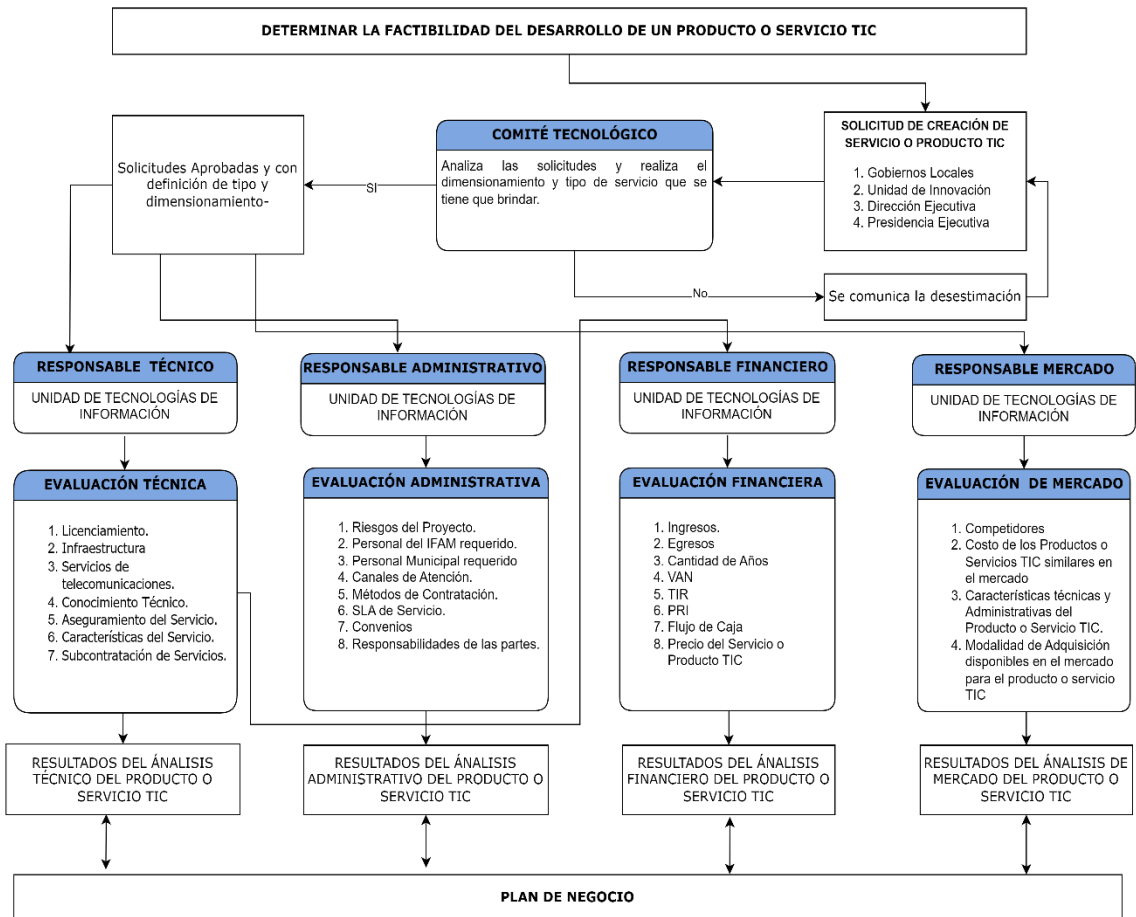 DETERMINAR LA FACTIBILIDAD DEL DESARROLLO DE UN PRODUCTO O SERVICIO TIC
Solicitudes Aprobadas y con
definición de tipo y
dimensionamiento-
SI
COMITÉ TECNOLÓGICO
Analiza las solicitudes y realiza el
dimensionamiento y tipo de servicio que se
tiene que brindar.
SOLICITUD DE CREACIÓN DE
SERVICIO O PRODUCTO TIC
1. Gobiernos Locales
2. Unidad de Innovación
3. Dirección Ejecutiva
4. Presidencia Ejecutiva
No
Se comunica la desestimación
RESPONSABLE TÉCNICO
UNIDAD DE TECNOLOGÍAS DE
INFORMACIÓN
RESPONSABLE ADMINISTRATIVO
UNIDAD DE TECNOLOGÍAS DE
INFORMACIÓN
RESPONSABLE FINANCIERO
UNIDAD DE TECNOLOGÍAS DE
INFORMACIÓN
RESPONSABLE MERCADO
UNIDAD DE TECNOLOGÍAS DE
INFORMACIÓN
EVALUACIÓN TÉCNICA
1. Licenciamiento.
2. Infraestructura
3. Servicios de
telecomunicaciones.
4. Conocimiento Técnico.
5. Aseguramiento del Servicio.
6. Características del Servicio.
7. Subcontratación de Servicios.
EVALUACIÓN ADMINISTRATIVA
1. Riesgos del Proyecto.
2. Personal del IFAM requerido.
3. Personal Municipal requerido
4. Canales de Atención.
5. Métodos de Contratación.
6. SLA de Servicio.
7. Convenios
8. Responsabilidades de las partes.
EVALUACIÓN FINANCIERA
1. Ingresos.
2. Egresos
3. Cantidad de Años
4. VAN
5. TIR
6. PRI
7. Flujo de Caja
8. Precio del Servicio o
Producto TIC
EVALUACIÓN DE MERCADO
1. Competidores
2. Costo de los Productos o
Servicios TIC similares en
el mercado
3. Características técnicas y
Administrativas del
Producto o Servicio TIC.
4. Modalidad de Adquisición
disponibles en el mercado
para el producto o servicio
TIC
RESULTADOS DEL ÁNALISIS
TÉCNICO DEL PRODUCTO O
SERVICIO TIC
RESULTADOS DEL ÁNALISIS
ADMINISTRATIVO DEL PRODUCTO O
SERVICIO TIC
RESULTADOS DEL ÁNALISIS
FINANCIERO DEL PRODUCTO O
SERVICIO TIC
RESULTADOS DEL ÁNALISIS DE
MERCADO DEL PRODUCTO O
SERVICIO TIC
PLAN DE NEGOCIO